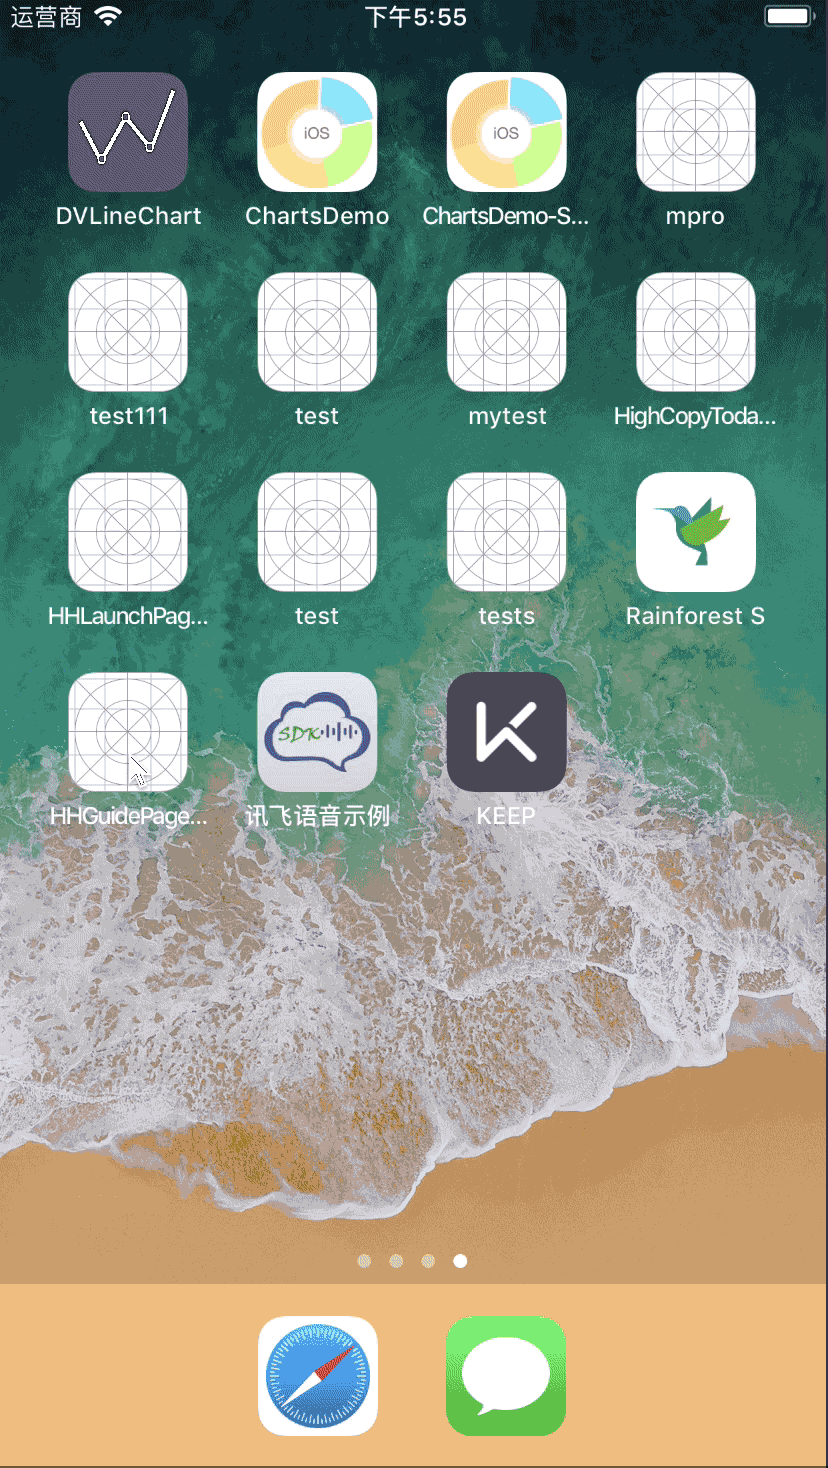 运营商
下午5:55
iOS
iOS
DVLineChart
ChartsDemo
ChartsDemo-S...
mpro
test111
test
mytest
HighCopyToda...
HHLaunchPag...
test
tests
Rainforest S
SDK
HHGuidePage...
讯飞语音示例
KEEP